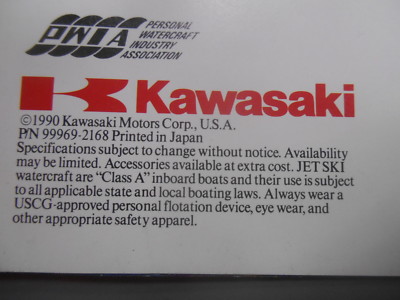 PWIA
PERSONAL
WATERCRAFT
INDUSTRY
ASSOCIATION
Kawasaki
©1990 Kawasaki Motors Corp., U.S.A.
P/N 99969-2168 Printed in Japan
Specifications subject to change without notice. Availability
may be limited. Accessories available at extra cost. JET SKI
watercraft are “Class A” inboard boats and their use is subject
to all applicable state and local boating laws. Always wear a
USCG-approved personal flotation device, eye wear, and
other appropriate safety apparel.